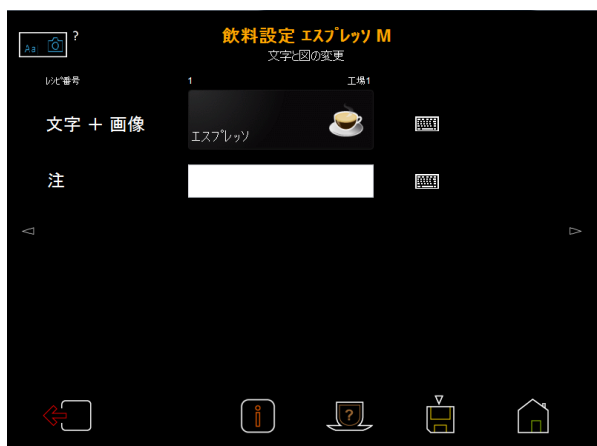 Aa ?
飲料設定 ｴｽﾌﾟﾚｯｿ M
文字と図の変更
ﾚｼﾋﾟ番号 1 工場1
文字 ＋ 画像
エスプレッソ
注
i
?